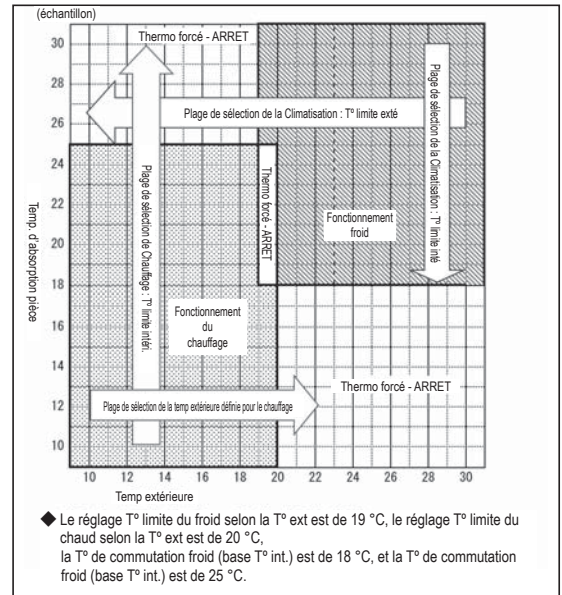 (échantillon)
30
28
26
24
22
20
18
16
14
12
10
Temp. d'absorption pièce
Thermo forcé - ARRET
Plage de sélection de la Climatisation : Tº limite exté
Plage de sélection de la Climatisation : Tº limite inté
Plage de sélection de Chauffage : Tº limite intéri.
Thermo forcé - ARRET
Fonctionnement
froid
Fonctionnement
du
chauffage
Thermo forcé - ARRET
Plage de sélection de la temp extérieure définie pour le chauffage
10 12 14 16 18 20 22 24 26 28 30
Temp extérieure
◆ Le réglage Tº limite du froid selon la Tº ext est de 19 °C, le réglage Tº limite du
chaud selon la Tº ext est de 20 °C,
la Tº de commutation froid (base Tº int.) est de 18 °C, et la Tº de commutation
froid (base Tº int.) est de 25 °C.